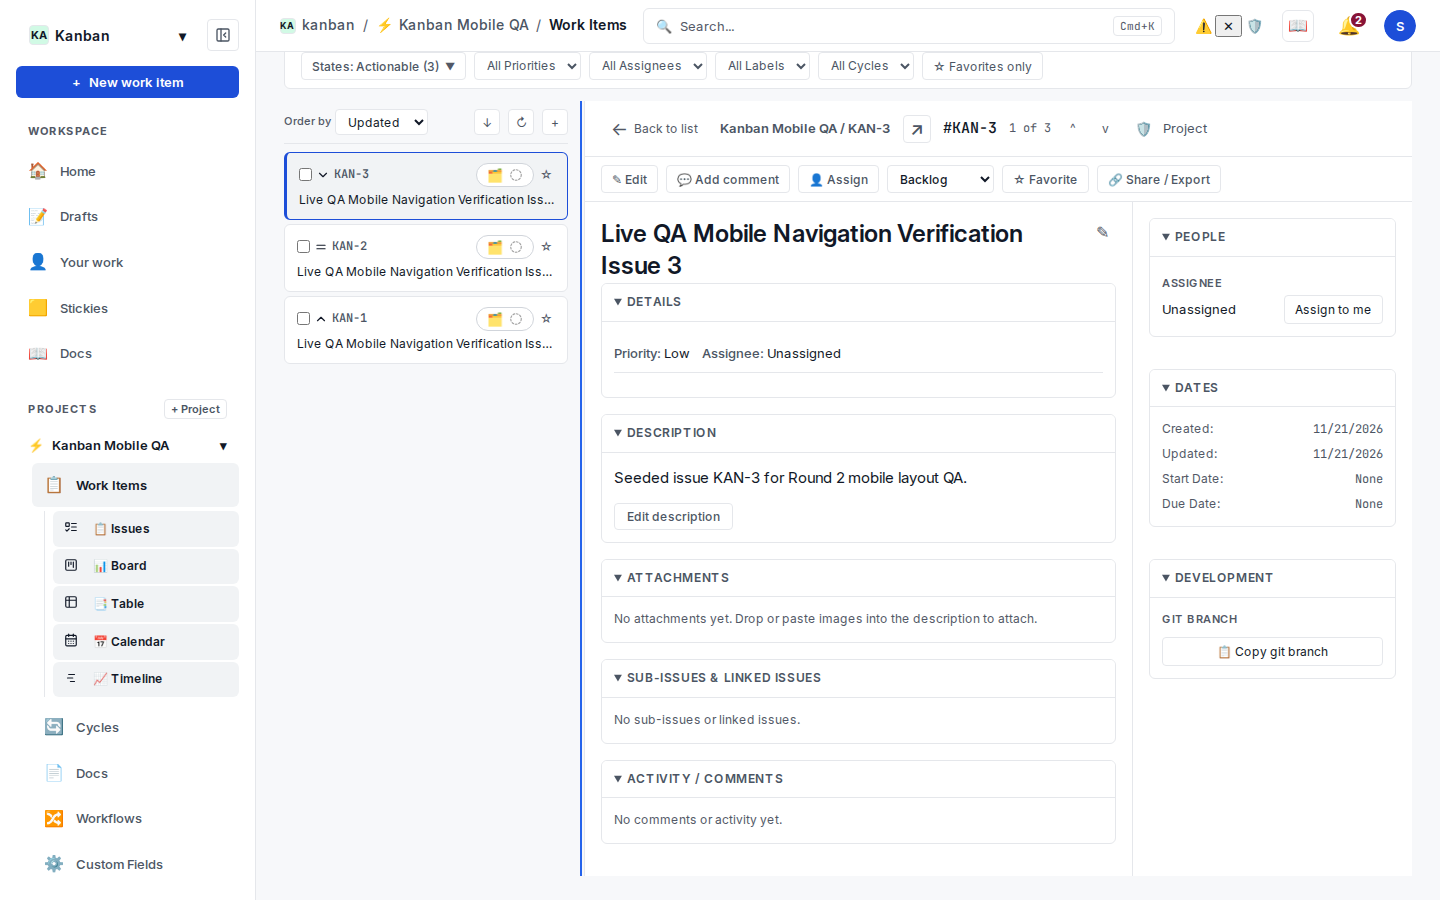 KA Kanban ▾
+ New work item
WORKSPACE
Home
Drafts
Your work
Stickies
Docs
PROJECTS
+ Project
Kanban Mobile QA ▾
Work Items
Issues
Board
Table
Calendar
Timeline
Cycles
Docs
Workflows
Custom Fields
KA kanban / ⚡ Kanban Mobile QA / Work Items
Search...
Cmd+K
✕
2
S
States: Actionable (3) ▼
All Priorities
All Assignees
All Labels
All Cycles
☆ Favorites only
Order by
Updated
↓
↻
+
KAN-3
Live QA Mobile Navigation Verification Iss...
KAN-2
Live QA Mobile Navigation Verification Iss...
KAN-1
Live QA Mobile Navigation Verification Iss...
← Back to list
Kanban Mobile QA / KAN-3
#KAN-3
1 of 3
^
v
Project
✎ Edit
Add comment
Assign
Backlog
☆ Favorite
Share / Export
Live QA Mobile Navigation Verification
Issue 3
▼ DETAILS
Priority: Low Assignee: Unassigned
▼ DESCRIPTION
Seeded issue KAN-3 for Round 2 mobile layout QA.
Edit description
▼ ATTACHMENTS
No attachments yet. Drop or paste images into the description to attach.
▼ SUB-ISSUES & LINKED ISSUES
No sub-issues or linked issues.
▼ ACTIVITY / COMMENTS
No comments or activity yet.
▼ PEOPLE
ASSIGNEE
Unassigned
Assign to me
▼ DATES
Created: 11/21/2026
Updated: 11/21/2026
Start Date: None
Due Date: None
▼ DEVELOPMENT
GIT BRANCH
Copy git branch